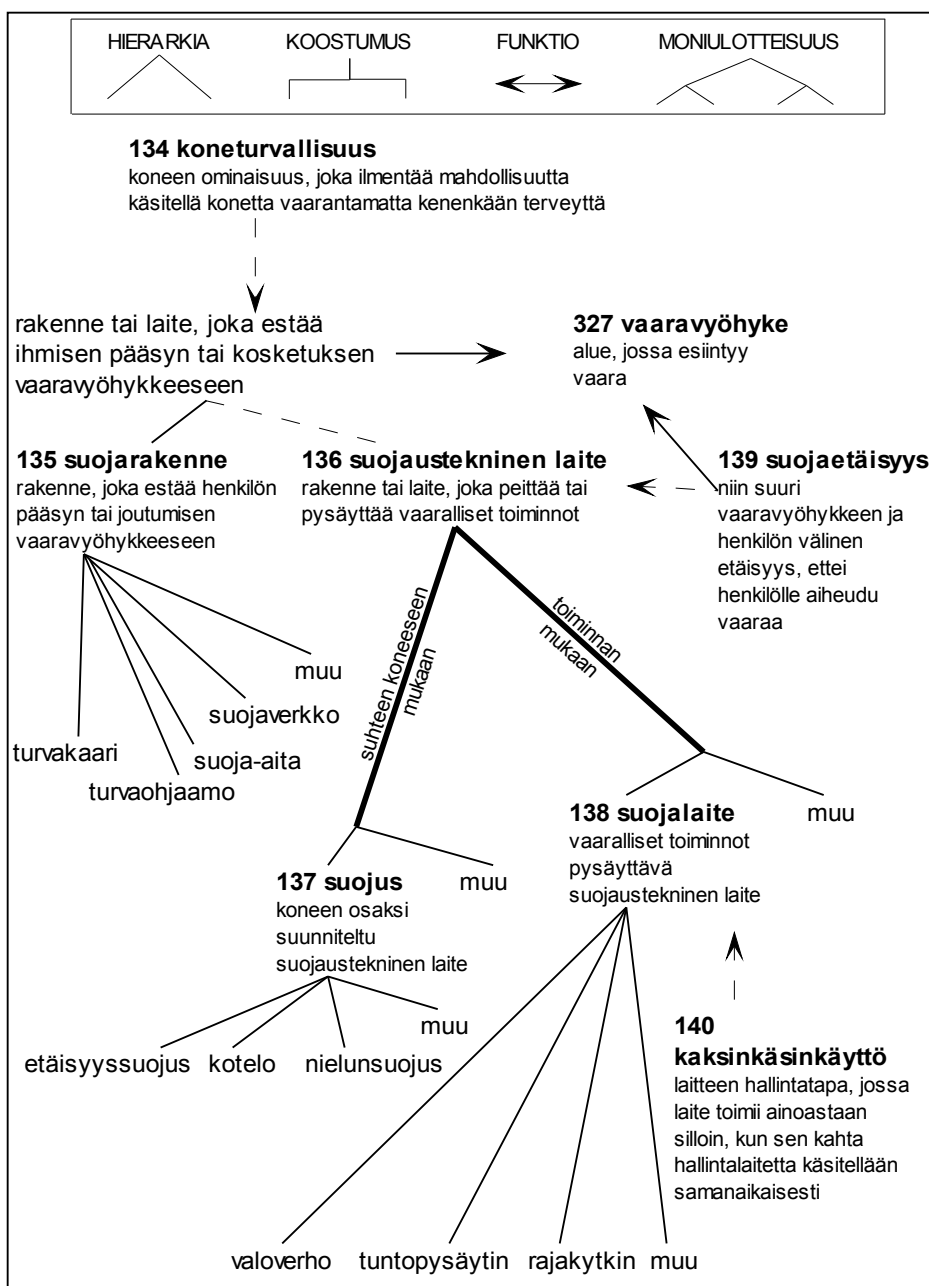 HIERARKIA KOOSTUMUS FUNKTIO MONIULOTTEISUUS
134 koneturvallisuus
koneen ominaisuus, joka ilmentää mahdollisuutta
käsitellä konetta vaarantamatta kenenkään terveyttä
rakenne tai laite, joka estää
ihmisen pääsyn tai kosketuksen
vaaravyöhykkeeseen
327 vaaravyöhyke
alue, jossa esiintyy
vaara
135 suojarakenne
rakenne, joka estää henkilön
pääsyn tai joutumisen
vaaravyöhykkeeseen
136 suojaustekninen laite
rakenne tai laite, joka peittää tai
pysäyttää vaaralliset toiminnot
139 suojaetäisyys
niin suuri
vaaravyöhykkeen ja
henkilön välinen
etäisyys, ettei
henkilölle aiheudu
vaaraa
suhteen koneeseen
mukaan
toiminnan
mukaan
muu
suojaverkko
suoja-aita
turvaohjaamo
turvakaari
137 suojus
koneen osaksi
suunniteltu
suojaustekninen laite
muu
138 suojalaite
vaaralliset toiminnot
pysäyttävä
suojaustekninen laite
muu
etäisyyssuojus kotelo nielunsuojus
muu
140
kaksinkäsinkäyttö
laitteen hallintatapa, jossa
laite toimii ainoastaan
silloin, kun sen kahta
hallintalaitetta käsitellään
samanaikaisesti
valoverho tuntopysäytin rajakytkin muu